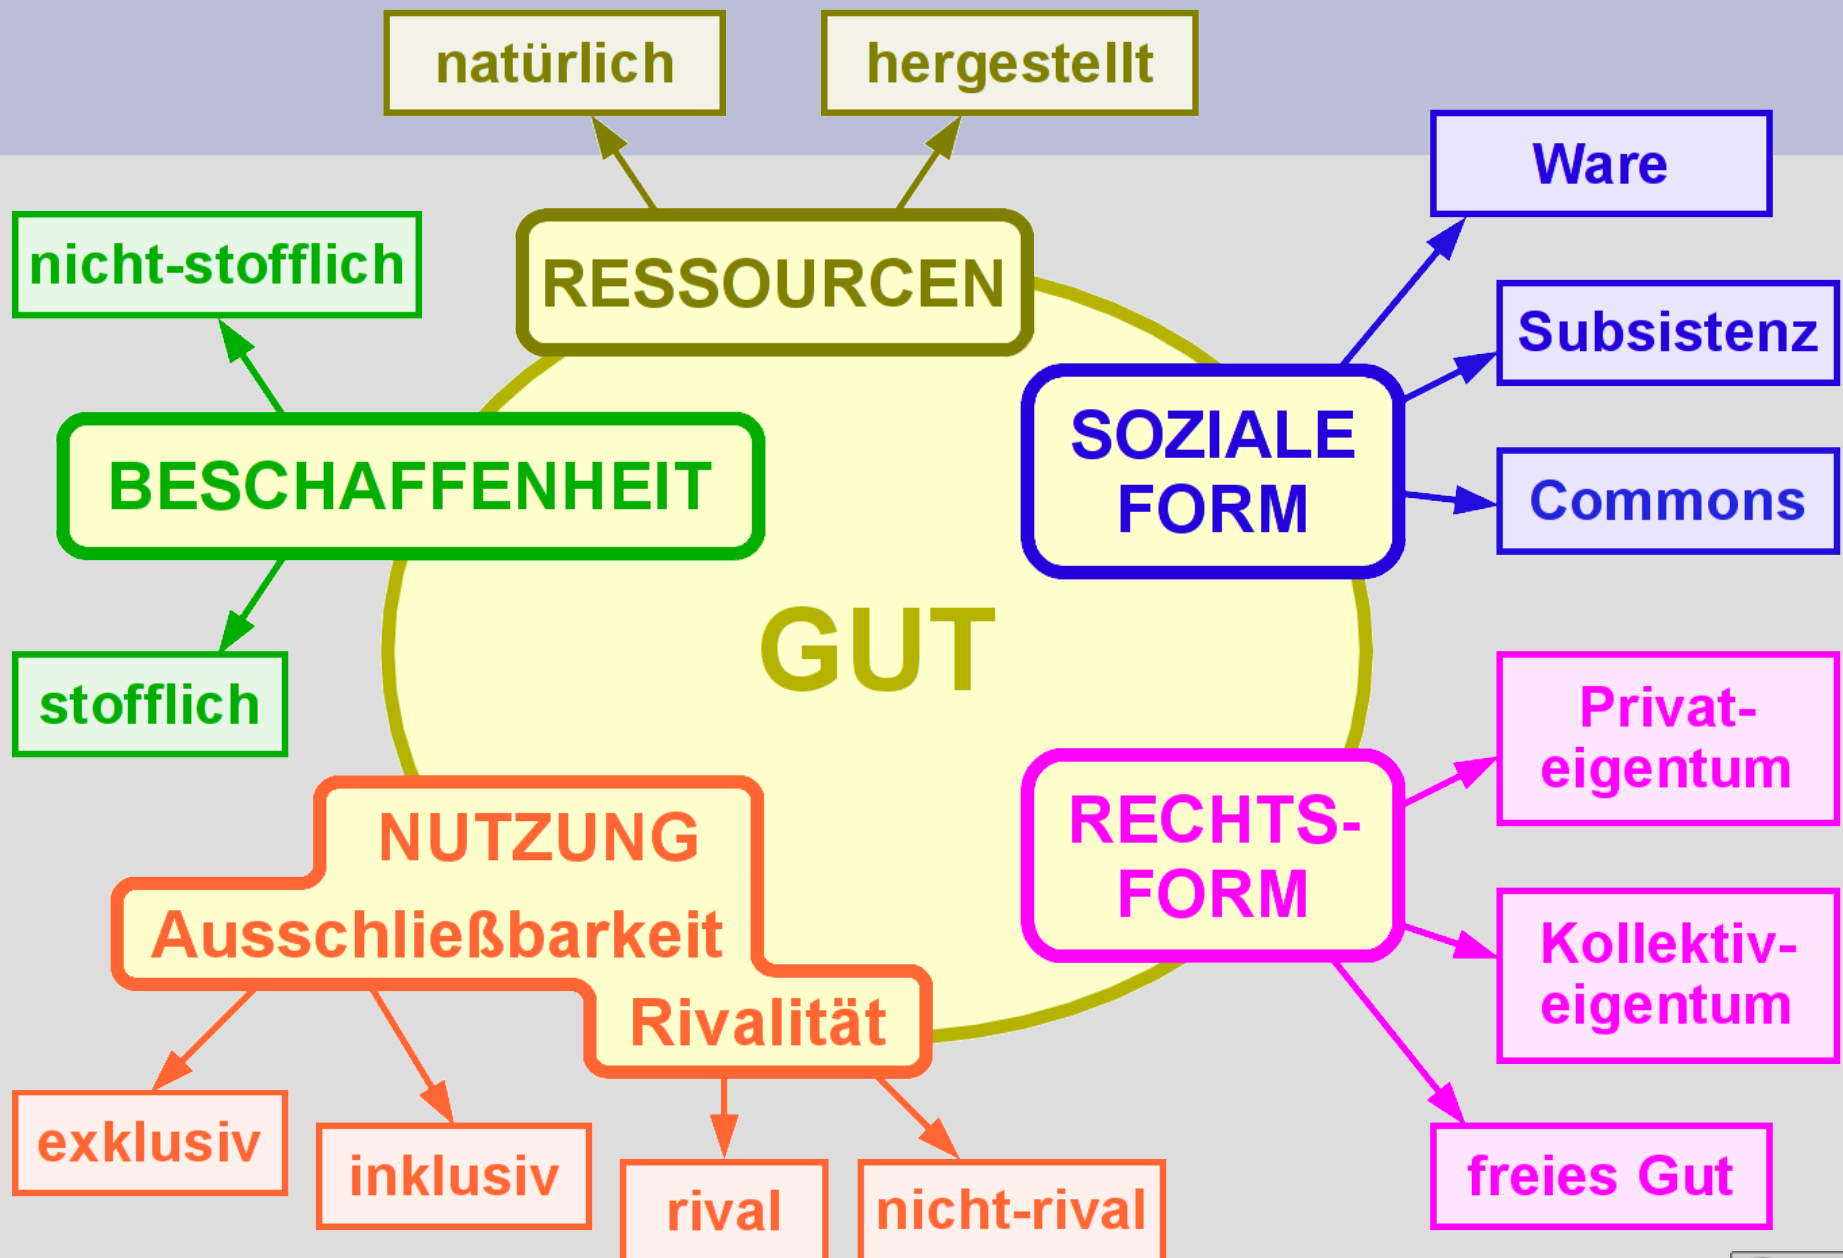 natürlich
hergestellt
Ware
nicht-stofflich
RESSOURCEN
Subsistenz
SOZIALE
FORM
BESCHAFFENHEIT
Commons
GUT
stofflich
Privat-
eigentum
NUTZUNG
Ausschließbarkeit
Rivalität
RECHTS-
FORM
Kollektiv-
eigentum
exklusiv
inklusiv
rival
nicht-rival
freies Gut